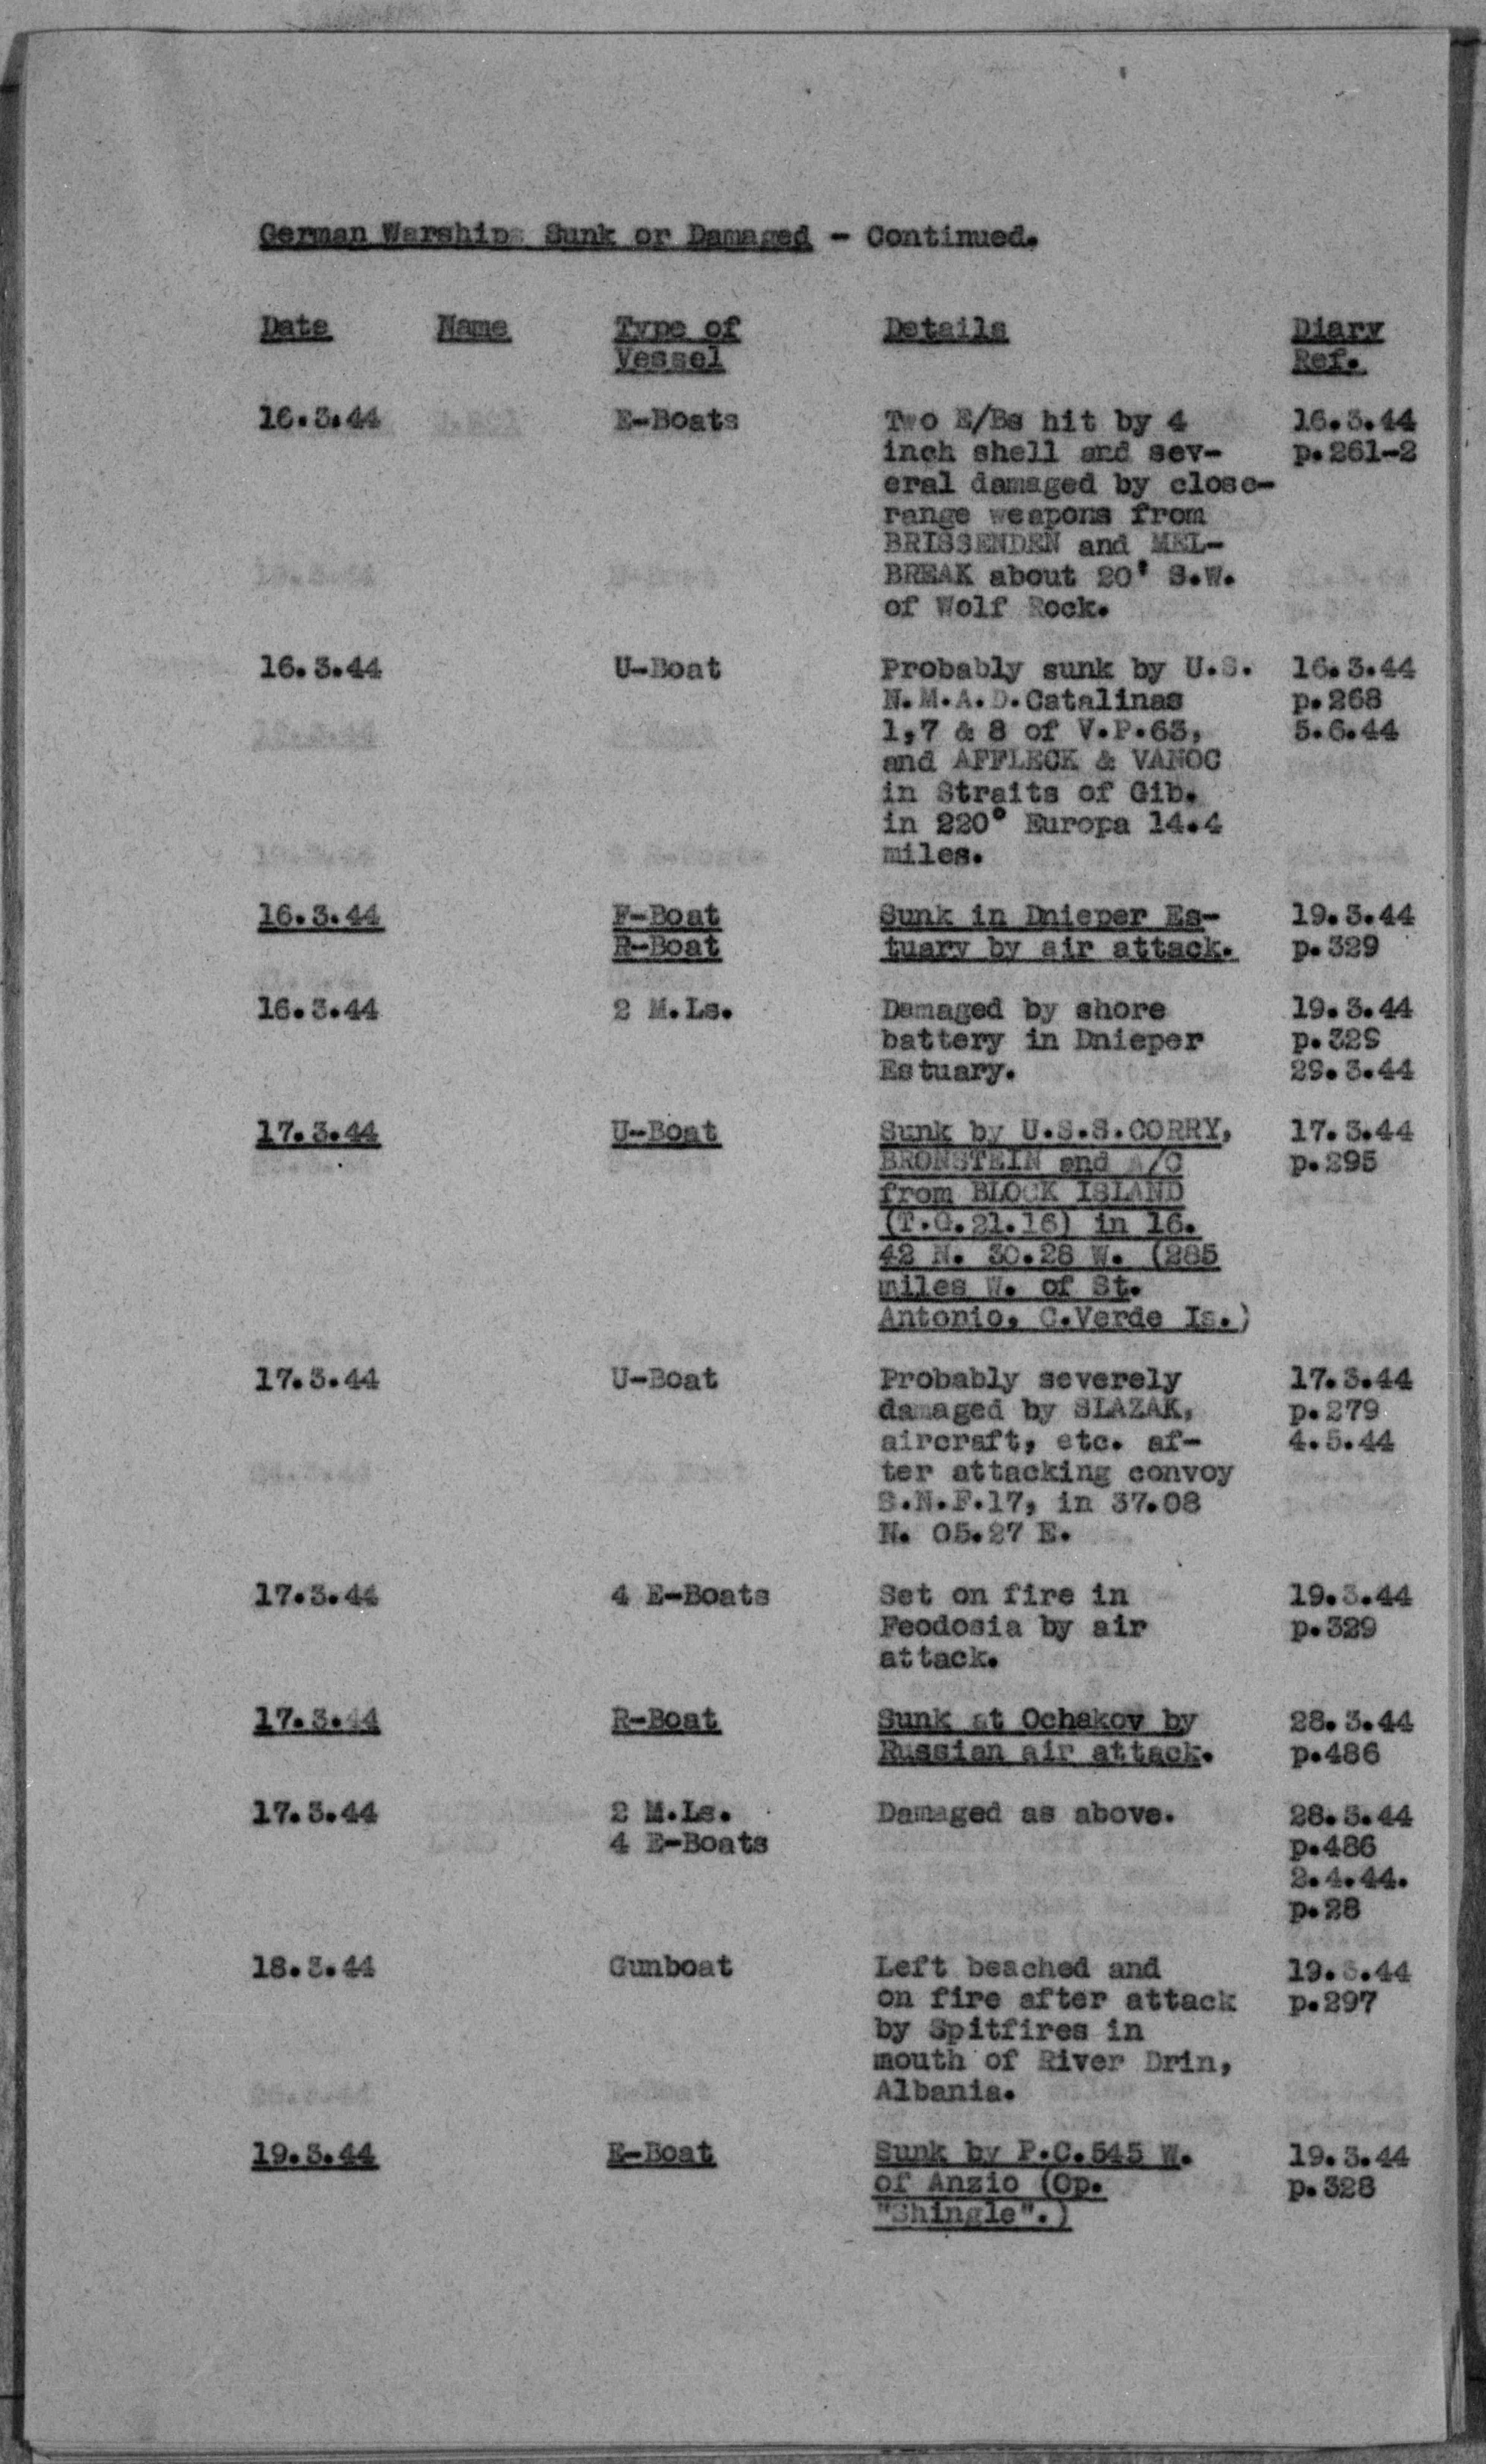 German Warships Sunk or Damaged - Continued.
Date Name Type of Details Diary
Vessel Ref.
16.3.44 E-Boats Two E/Bs hit by 4 16.3.44
inch shell and sev- p.261-2
eral damaged by close-
range weapons from
BRISSENDEN and MEL-
BREAK about 20' S.W.
of Wolf Rock.
16.3.44 U-Boat Probably sunk by U.S. 16.3.44
N.M.A.D.Catalinas p.268
1,7 & 8 of V.P.63, 5.6.44
and AFFLECK & VANOC
in Straits of Gib.
in 220° Europa 14.4
miles.
16.3.44 F-Boat Sunk in Dnieper Es- 19.3.44
R-Boat tuary by air attack. p.329
16.3.44 2 M.Ls. Damaged by shore 19.3.44
battery in Dnieper p.329
Estuary. 29.3.44
17.3.44 U-Boat Sunk by U.S.S.CORRY, 17.3.44
BRONSTEIN and A/C p.295
from BLOCK ISLAND
(T.G.21.16) in 16.
42 N. 30.28 W. (285
miles W. of St.
Antonio, C.Verde Is.)
17.3.44 U-Boat Probably severely 17.3.44
damaged by SLAZAK, p.279
aircraft, etc. af- 4.5.44
ter attacking convoy
S.N.F.17, in 37.08
N. 05.27 E.
17.3.44 4 E-Boats Set on fire in 19.3.44
Feodosia by air p.329
attack.
17.3.44 R-Boat Sunk at Ochakov by 28.3.44
Russian air attack. p.486
17.3.44 2 M.Ls. Damaged as above. 28.3.44
4 E-Boats p.486
2.4.44.
p.28
18.3.44 Gunboat Left beached and 19.3.44
on fire after attack p.297
by Spitfires in
mouth of River Drin,
Albania.
19.3.44 E-Boat Sunk by P.C.545 W. 19.3.44
of Anzio (Op. p.328
"Shingle".)